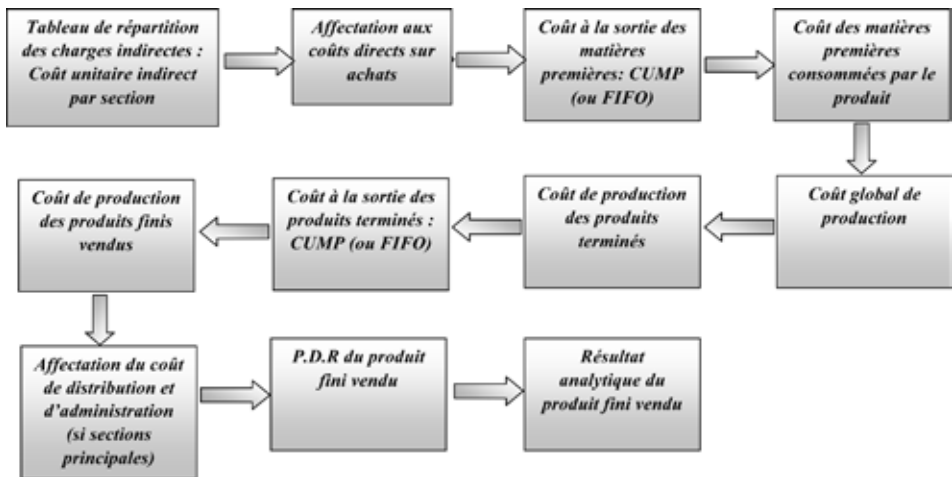 Tableau de répartition
des charges indirectes :
Coût unitaire indirect
par section
Affectation aux
coûts directs sur
achats
Coût à la sortie des
matières
premières: CUMP
(ou FIFO)
Coût des matières
premières
consommées par le
produit
Coût global de
production
Coût de production
des produits
terminés
Coût à la sortie des
produits terminés :
CUMP (ou FIFO)
Coût de production
des produits finis
vendus
Affectation du coût
de distribution et
d’administration
(si sections
principales)
P.D.R du produit
fini vendu
Résultat
analytique du
produit fini vendu